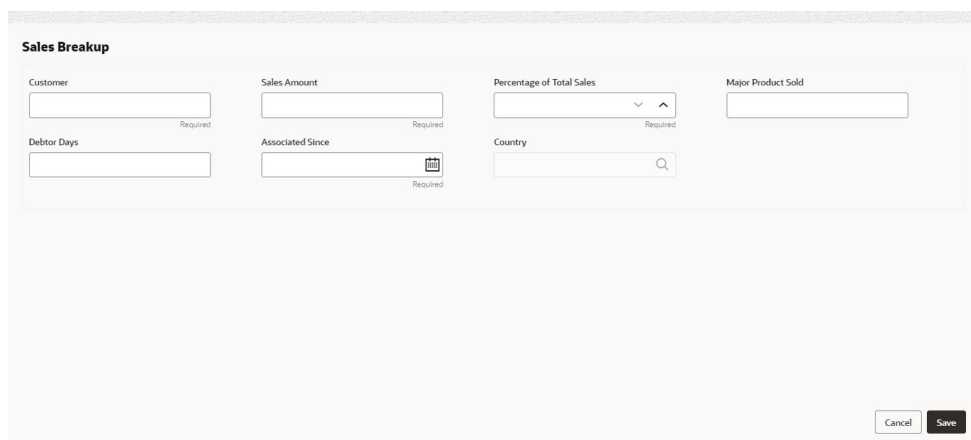 Sales Breakup
Customer Sales Amount Percentage of Total Sales Major Product Sold
Required Required Required
Debtor Days Associated Since Country
Required
Cancel Save